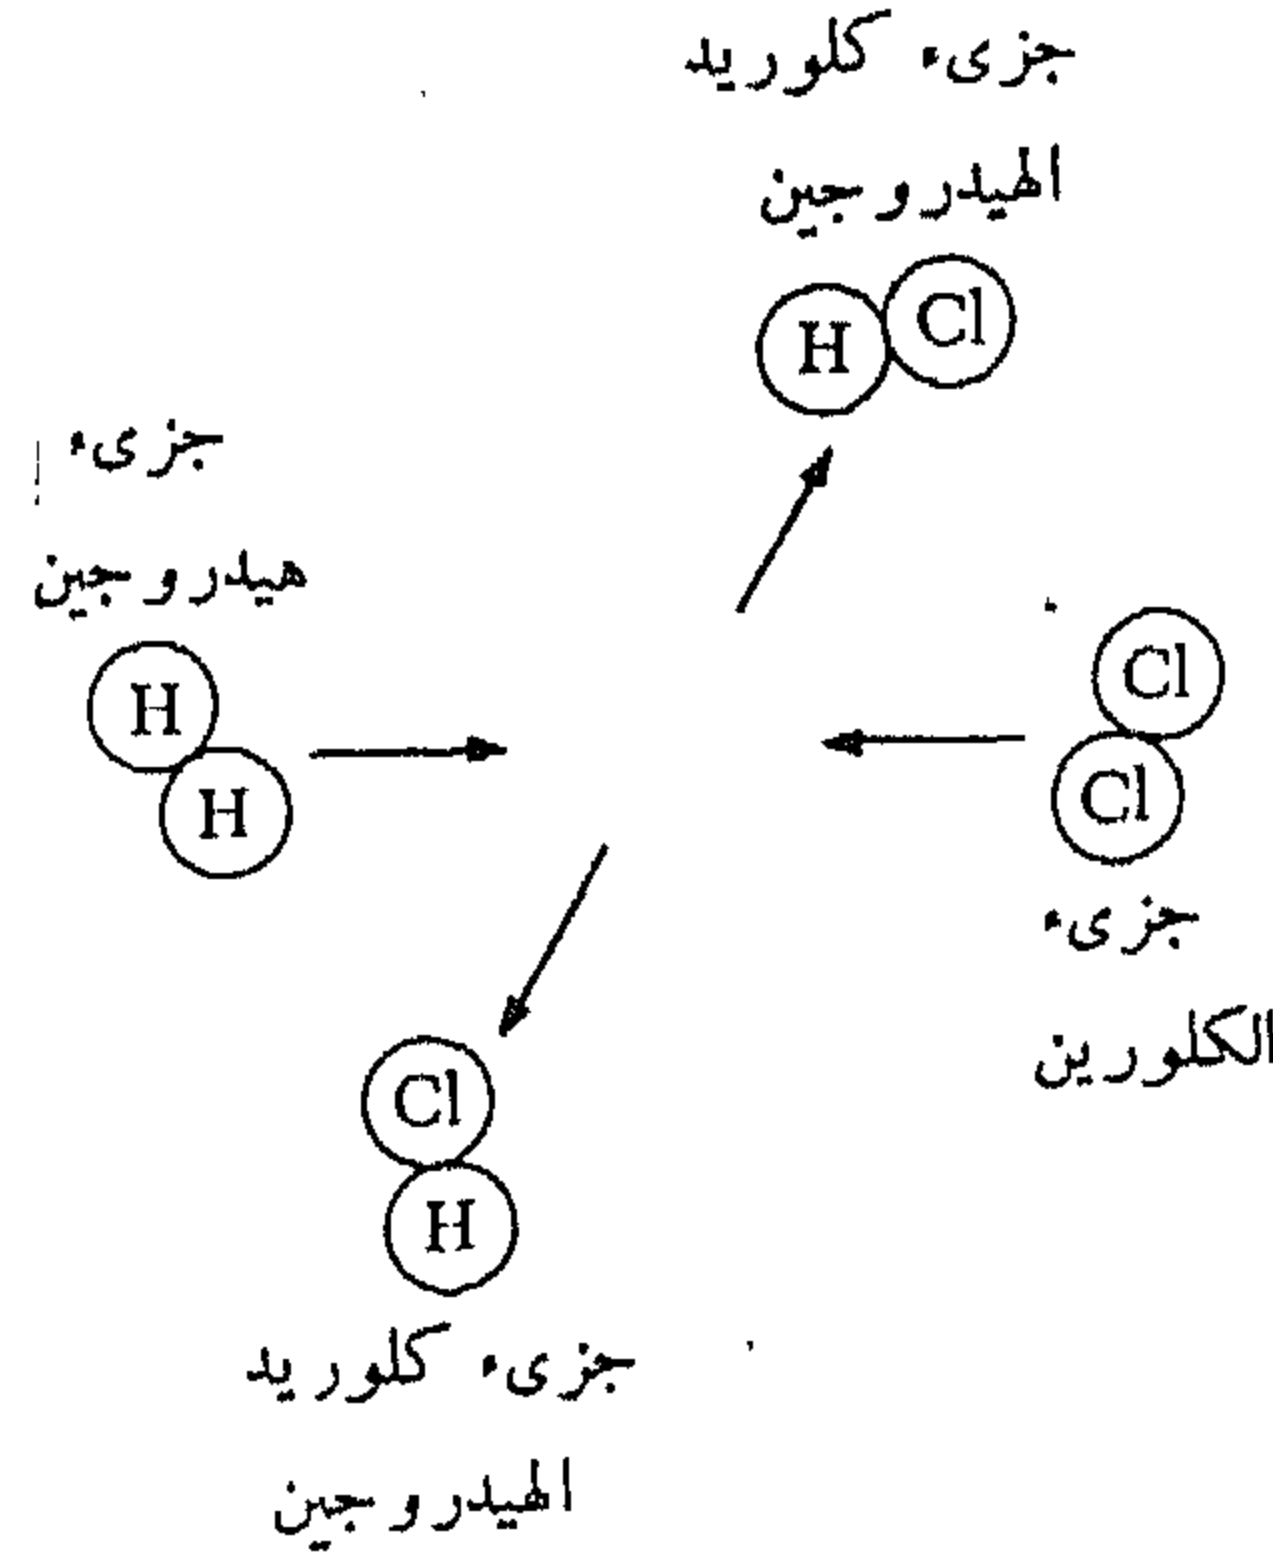 جزىء كلوريد
الهيدروجين
H Cl
جزىء
هيدروجين
H
H
Cl
Cl
جزىء
الكلورين
Cl
H
جزىء كلوريد
الهيدروجين